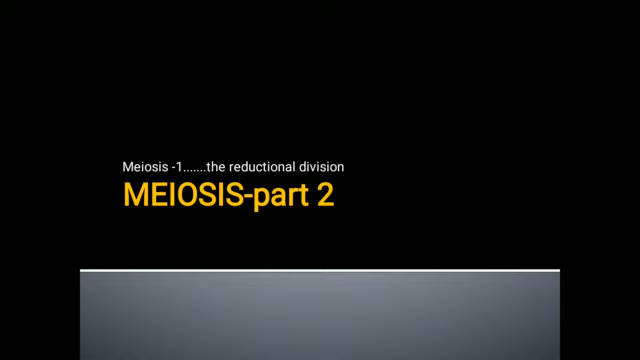 Meiosis -1.......the reductional division
MEIOSIS-part 2